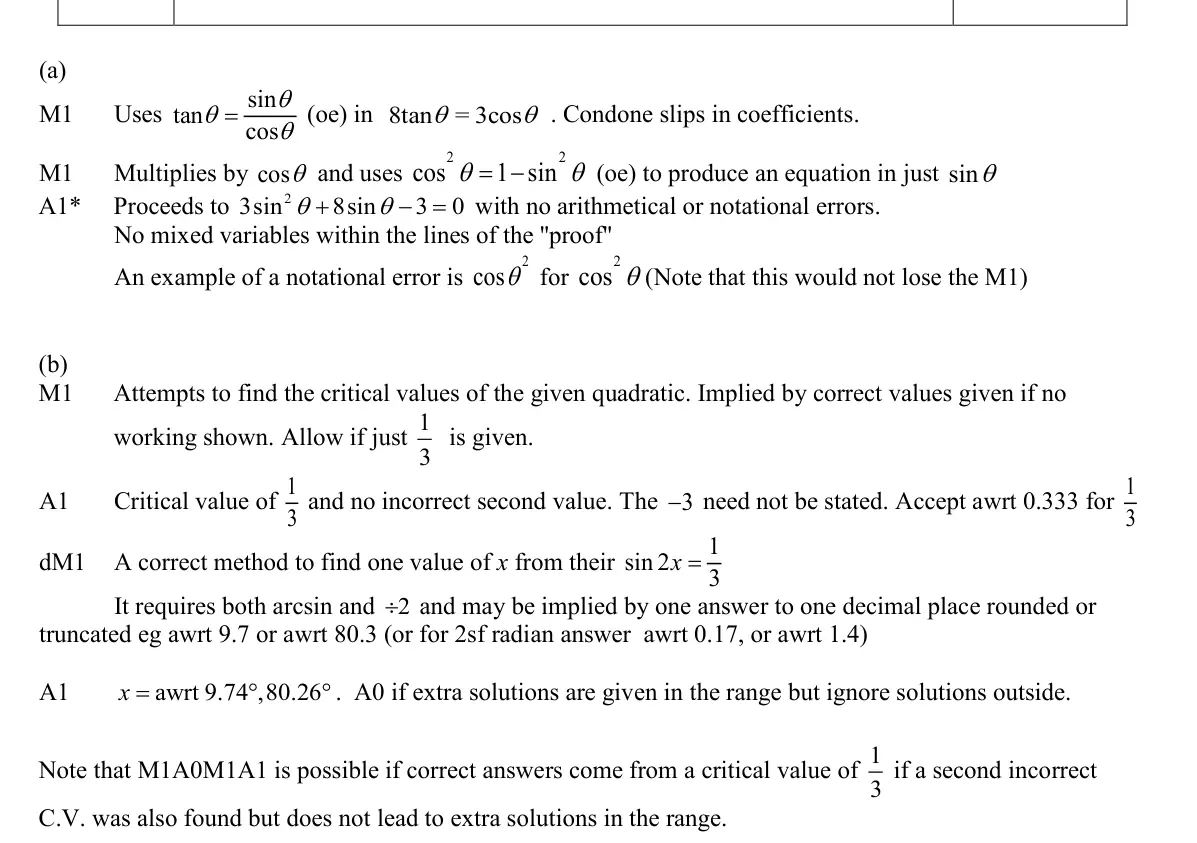 (a)
M1 Uses tanθ = sinθ/cosθ (oe) in 8tanθ = 3cosθ . Condone slips in coefficients.
M1 Multiplies by cosθ and uses cos²θ = 1 − sin²θ (oe) to produce an equation in just sinθ
A1* Proceeds to 3sin²θ + 8sinθ − 3 = 0 with no arithmetical or notational errors.
No mixed variables within the lines of the "proof"
An example of a notational error is cosθ² for cos²θ (Note that this would not lose the M1)
(b)
M1 Attempts to find the critical values of the given quadratic. Implied by correct values given if no
working shown. Allow if just 1/3 is given.
A1 Critical value of 1/3 and no incorrect second value. The −3 need not be stated. Accept awrt 0.333 for 1/3
dM1 A correct method to find one value of x from their sin 2x = 1/3
It requires both arcsin and ÷2 and may be implied by one answer to one decimal place rounded or
truncated eg awrt 9.7 or awrt 80.3 (or for 2sf radian answer awrt 0.17, or awrt 1.4)
A1 x = awrt 9.74°, 80.26° . A0 if extra solutions are given in the range but ignore solutions outside.
Note that M1A0M1A1 is possible if correct answers come from a critical value of 1/3 if a second incorrect
C.V. was also found but does not lead to extra solutions in the range.